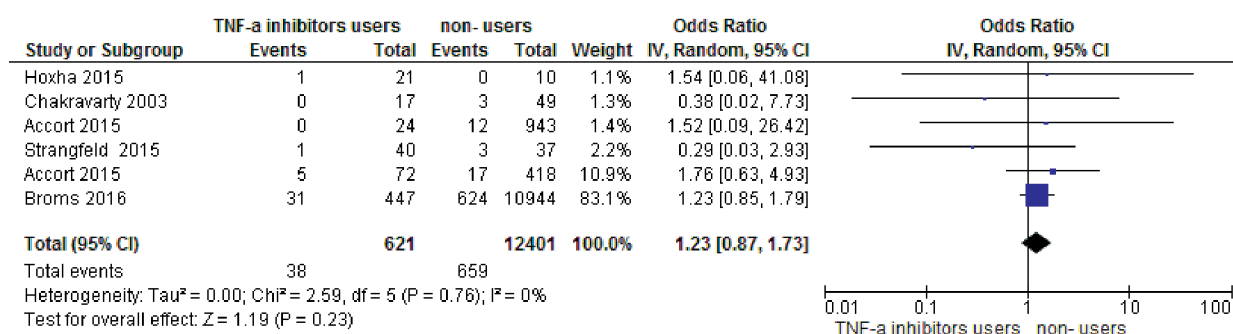 TNF-a inhibitors users non- users Odds Ratio Odds Ratio
Study or Subgroup Events Total Events Total Weight IV, Random, 95% CI IV, Random, 95% CI
Hoxha 2015 1 21 0 10 1.1% 1.54 [0.06, 41.08]
Chakravarty 2003 0 17 3 49 1.3% 0.38 [0.02, 7.73]
Accort 2015 0 24 12 943 1.4% 1.52 [0.09, 26.42]
Strangfeld 2015 1 40 3 37 2.2% 0.29 [0.03, 2.93]
Accort 2015 5 72 17 418 10.9% 1.76 [0.63, 4.93]
Broms 2016 31 447 624 10944 83.1% 1.23 [0.85, 1.79]
Total (95% CI) 621 12401 100.0% 1.23 [0.87, 1.73]
Total events 38 659
Heterogeneity: Tau² = 0.00; Chi² = 2.59, df = 5 (P = 0.76); I² = 0%
Test for overall effect: Z = 1.19 (P = 0.23)
0.01 0.1 1 10 100
TNF-a inhibitors users non- users